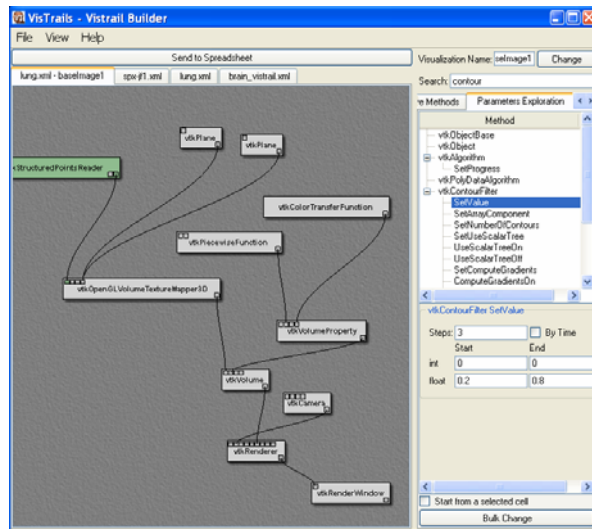 VisTrails - Vistrail Builder
File View Help
Send to Spreadsheet
Visualization Name: selmage1 Change
lung.xml - baseImage1 spx-jf1.xml lung.xml brain_vistrail.xml
Search: contour
e Methods Parameters Exploration
Method
vtkObjectBase
vtkObject
vtkAlgorithm
SetProgress
vtkPolyDataAlgorithm
vtkContourFilter
SetValue
SetArrayComponent
SetNumberOfContours
SetUseScalarTree
UseScalarTreeOn
UseScalarTreeOff
SetComputeGradients
ComputeGradientsOn
vtkPlane
vtkPlane
kStructuredPointsReader
vtkColorTransferFunction
vtkPiecewiseFunction
vtkOpenGLVolumeTextureMapper3D
vtkVolumeProperty
vtkVolume
vtkCamera
vtkRenderer
vtkRenderWindow
vtkContourFilter SetValue
Steps: 3 By Time
Start End
int 0 0
float 0.2 0.8
Start from a selected cell
Bulk Change